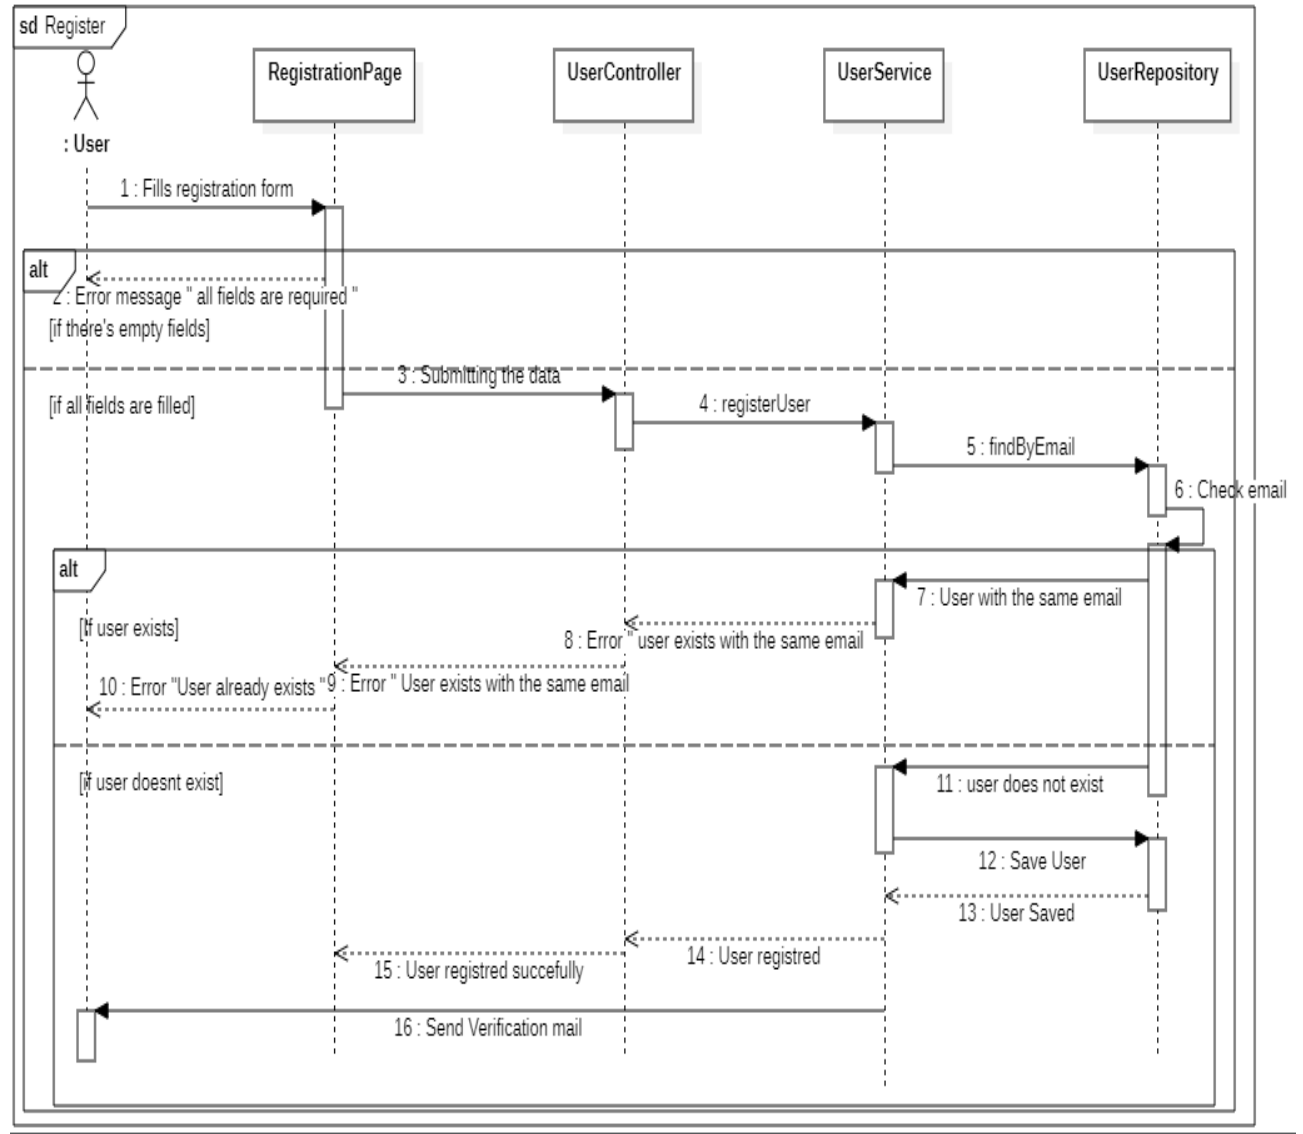 sd Register
RegistrationPage
UserController
UserService
UserRepository
: User
1 : Fills registration form
alt
2 : Error message " all fields are required "
[if there's empty fields]
3 : Submitting the data
[if all fields are filled]
4 : registerUser
5 : findByEmail
6 : Check email
alt
7 : User with the same email
[if user exists]
8 : Error " user exists with the same email
9 : Error " User exists with the same email
10 : Error "User already exists "
[if user doesnt exist]
11 : user does not exist
12 : Save User
13 : User Saved
14 : User registred
15 : User registred succefully
16 : Send Verification mail